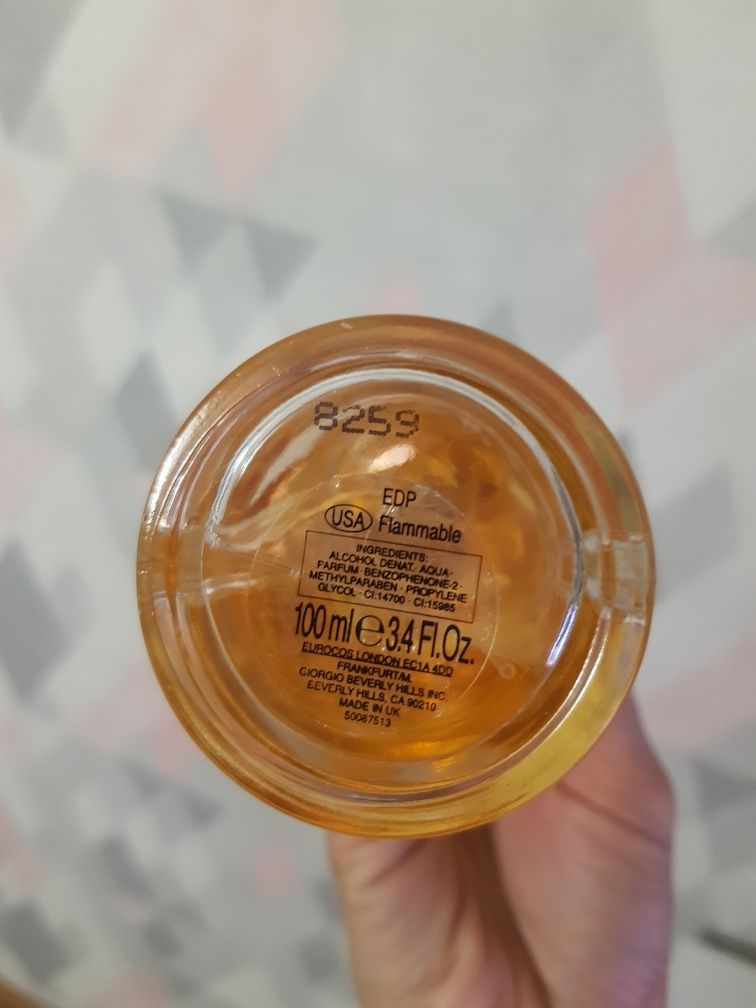 8259
EDP
USA Flammable
INGREDIENTS:
ALCOHOL DENAT· AQUA·
PARFUM· BENZOPHENONE-2·
METHYLPARABEN · PROPYLENE
GLYCOL · CI:14700 · CI:15985
100 ml ℮ 3.4 Fl.Oz.
EUROCOS LONDON EC1A 4DD
FRANKFURT/M.
GIORGIO BEVERLY HILLS INC.
BEVERLY HILLS, CA 90210
MADE IN UK
50087513